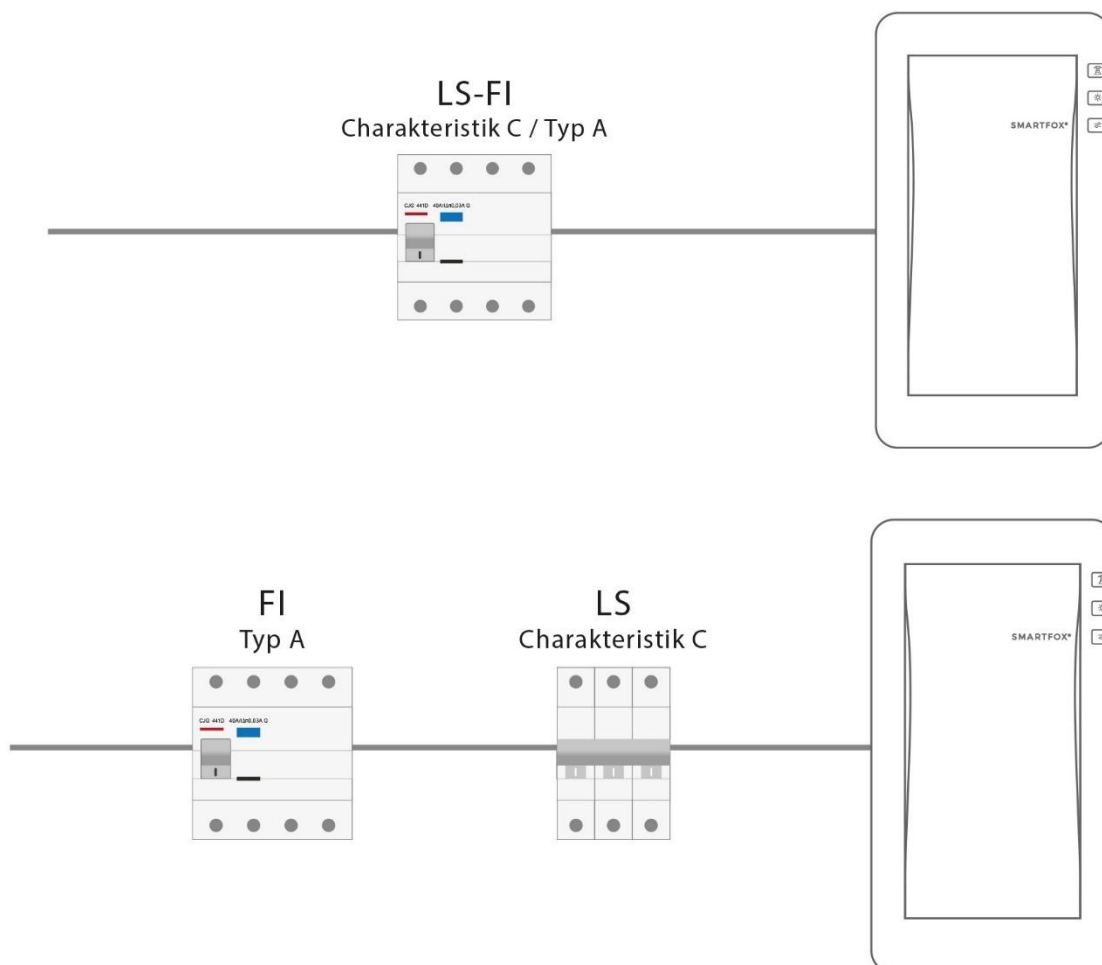 LS-FI
Charakteristik C / Typ A
SMARTFOX®
FI
Typ A
LS
Charakteristik C
SMARTFOX®